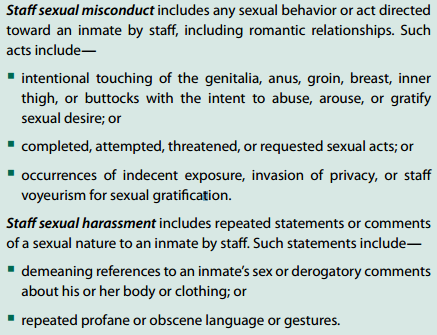 Staff sexual misconduct includes any sexual behavior or act directed
toward an inmate by staff, including romantic relationships. Such
acts include—
■ intentional touching of the genitalia, anus, groin, breast, inner
thigh, or buttocks with the intent to abuse, arouse, or gratify
sexual desire; or
■ completed, attempted, threatened, or requested sexual acts; or
■ occurrences of indecent exposure, invasion of privacy, or staff
voyeurism for sexual gratification.
Staff sexual harassment includes repeated statements or comments
of a sexual nature to an inmate by staff. Such statements include—
■ demeaning references to an inmate’s sex or derogatory comments
about his or her body or clothing; or
■ repeated profane or obscene language or gestures.